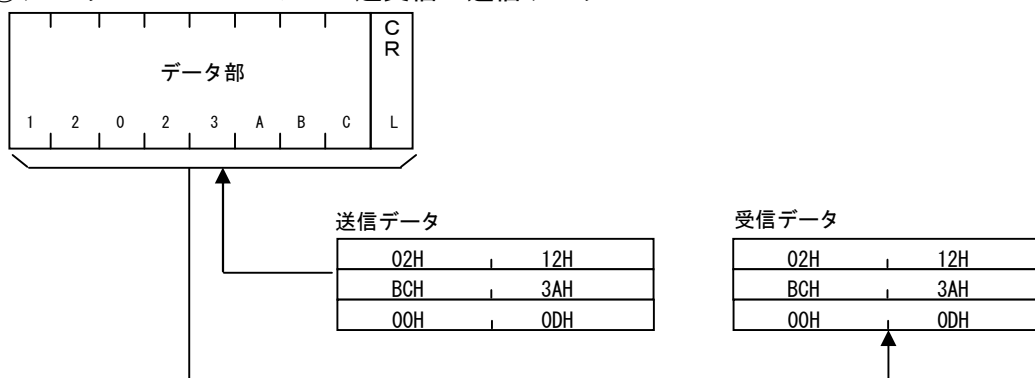 C
R
データ部
1 2 0 2 3 A B C L
送信データ 受信データ
02H 12H 02H 12H
BCH 3AH BCH 3AH
00H 0DH 00H 0DH